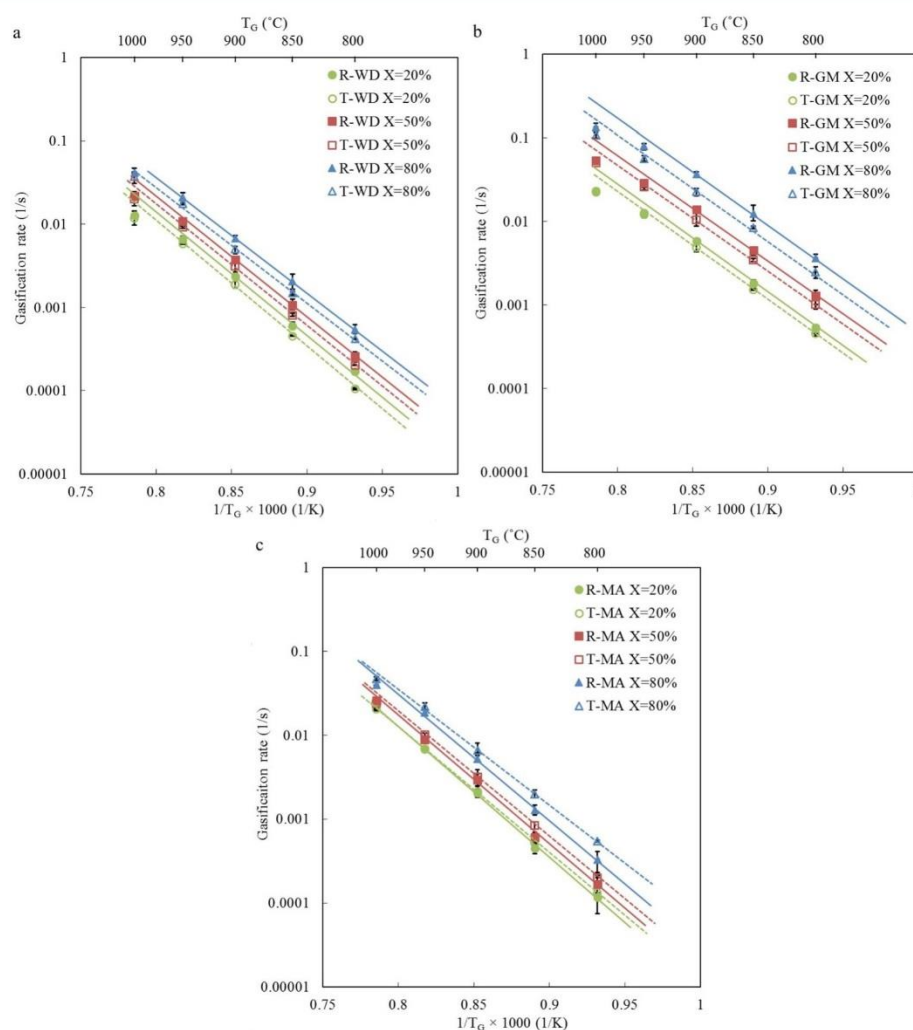 a
T_G (˚C)
1000 950 900 850 800
1
0.1
0.01
0.001
0.0001
0.00001
Gasification rate (1/s)
R-WD X=20%
T-WD X=20%
R-WD X=50%
T-WD X=50%
R-WD X=80%
T-WD X=80%
0.75 0.8 0.85 0.9 0.95 1
1/T_G × 1000 (1/K)
b
T_G (˚C)
1000 950 900 850 800
1
0.1
0.01
0.001
0.0001
0.00001
Gasification rate (1/s)
R-GM X=20%
T-GM X=20%
R-GM X=50%
T-GM X=50%
R-GM X=80%
T-GM X=80%
0.75 0.8 0.85 0.9 0.95 1
1/T_G × 1000 (1/K)
c
T_G (˚C)
1000 950 900 850 800
1
0.1
0.01
0.001
0.0001
0.00001
Gasificaiton rate (1/s)
R-MA X=20%
T-MA X=20%
R-MA X=50%
T-MA X=50%
R-MA X=80%
T-MA X=80%
0.75 0.8 0.85 0.9 0.95 1
1/T_G × 1000 (1/K)